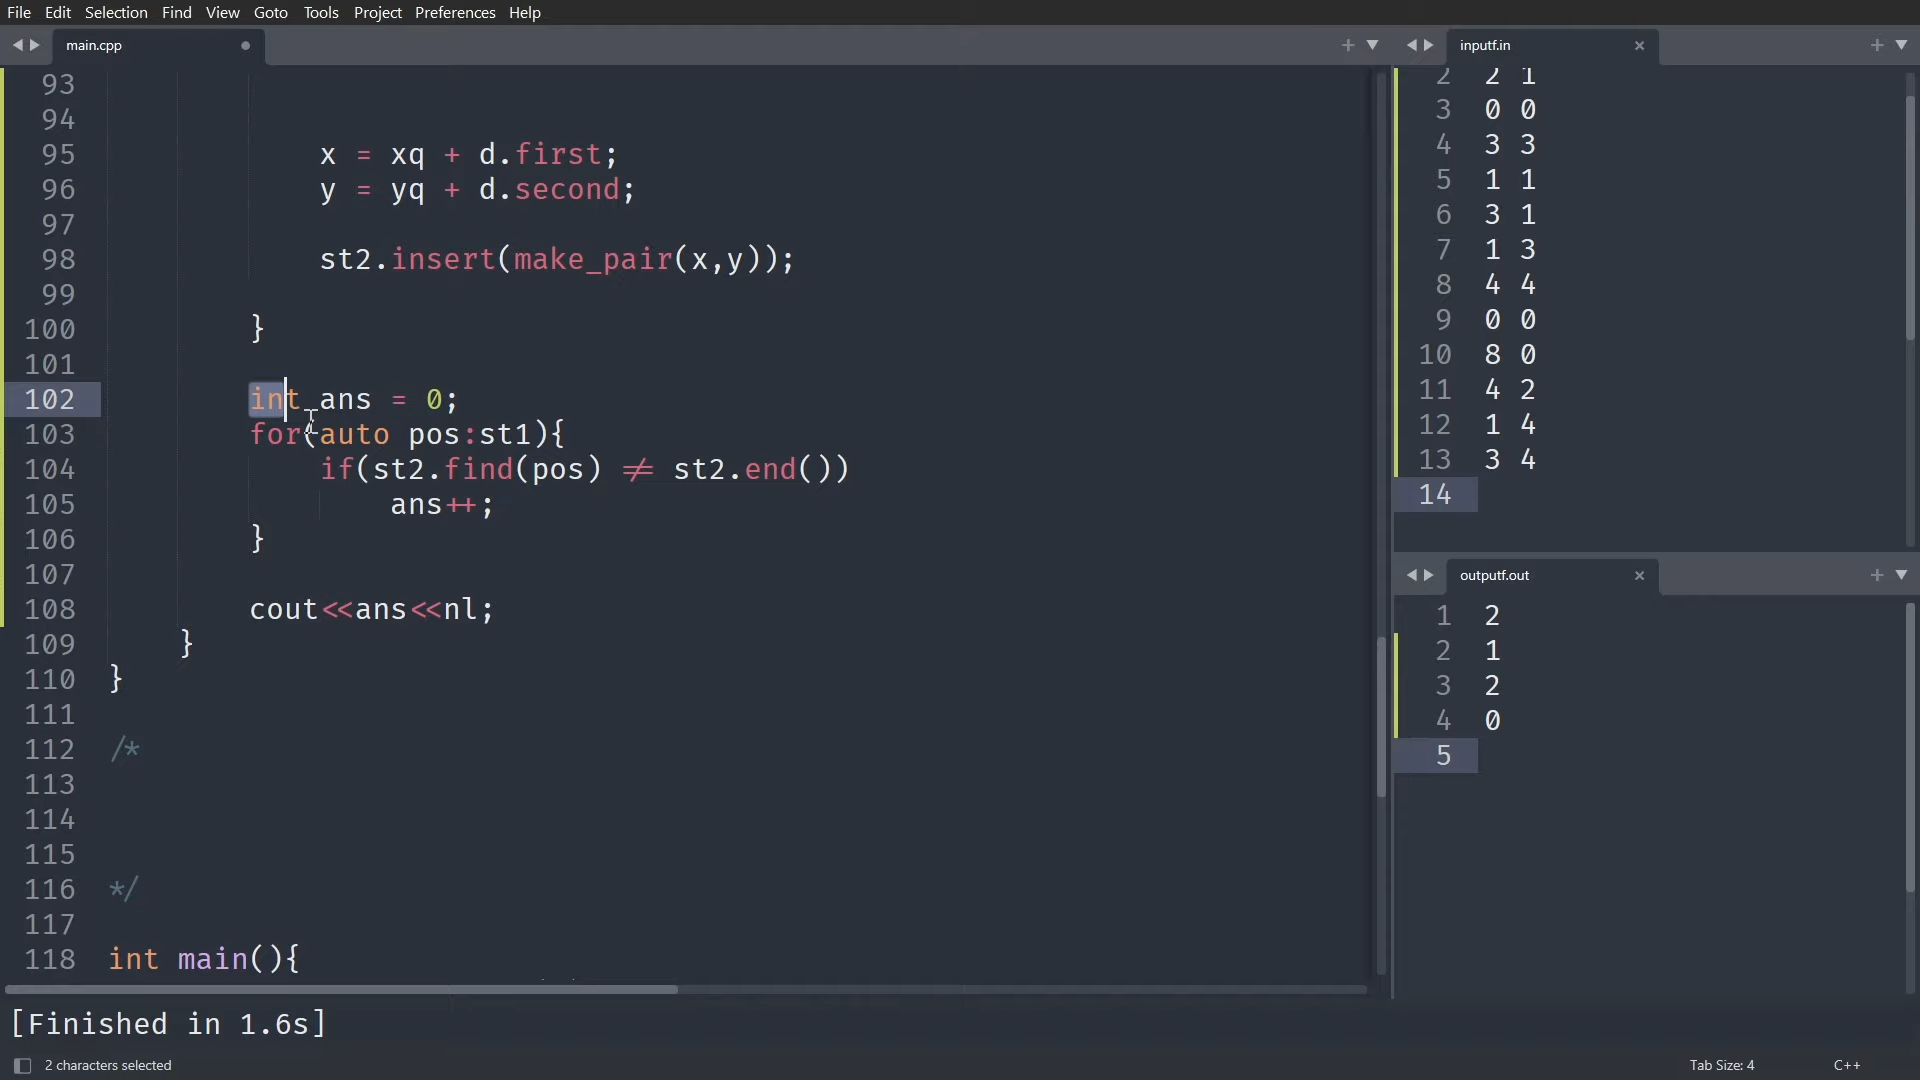 File Edit Selection Find View Goto Tools Project Preferences Help
main.cpp
93
94
95 x = xq + d.first;
96 y = yq + d.second;
97
98 st2.insert(make_pair(x,y));
99
100 }
101
102 int ans = 0;
103 for(auto pos:st1){
104 if(st2.find(pos) ≠ st2.end())
105 ans++;
106 }
107
108 cout<<ans<<nl;
109 }
110 }
111
112 /*
113
114
115
116 */
117
118 int main(){
inputf.in
2 2 1
3 0 0
4 3 3
5 1 1
6 3 1
7 1 3
8 4 4
9 0 0
10 8 0
11 4 2
12 1 4
13 3 4
14
outputf.out
1 2
2 1
3 2
4 0
5
[Finished in 1.6s]
2 characters selected
Tab Size: 4
C++